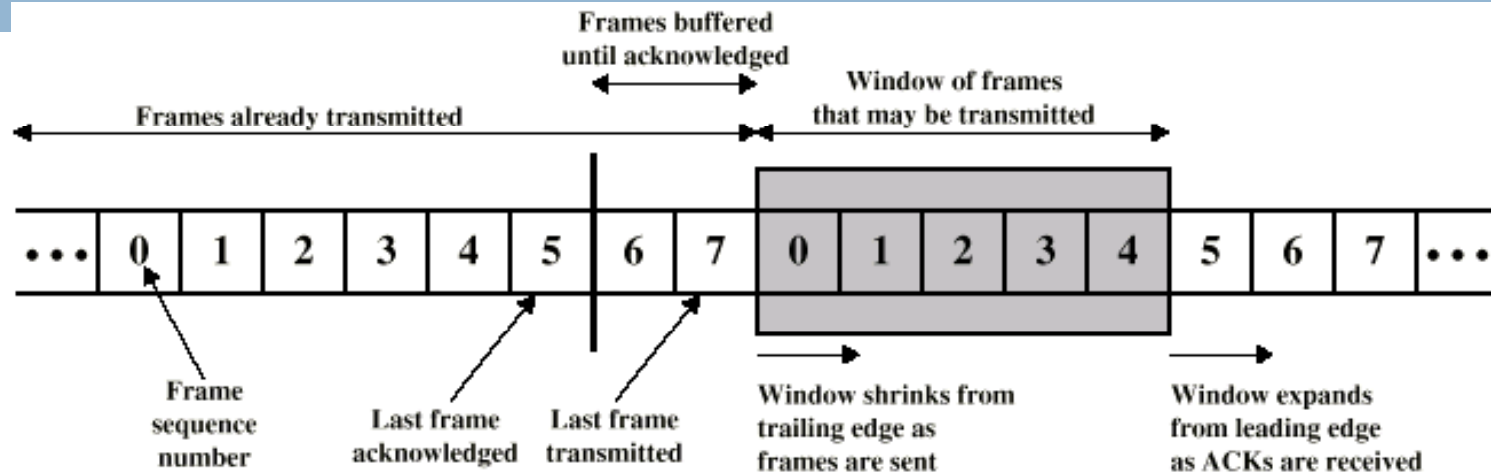 Frames buffered
until acknowledged
Window of frames
that may be transmitted
Frames already transmitted
••• 0 1 2 3 4 5 6 7 0 1 2 3 4 5 6 7 •••
Frame
sequence
number
Last frame
acknowledged
Last frame
transmitted
Window shrinks from
trailing edge as
frames are sent
Window expands
from leading edge
as ACKs are received